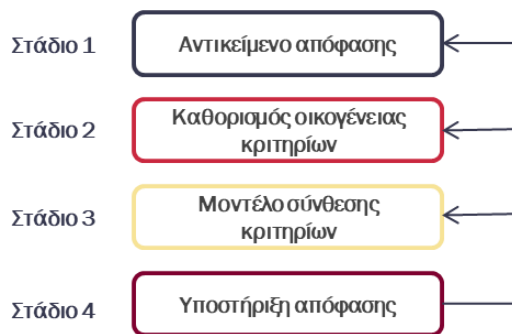 Στάδιο 1
Αντικείμενο απόφασης
Στάδιο 2
Καθορισμός οικογένειας
κριτηρίων
Στάδιο 3
Μοντέλο σύνθεσης
κριτηρίων
Στάδιο 4
Υποστήριξη απόφασης